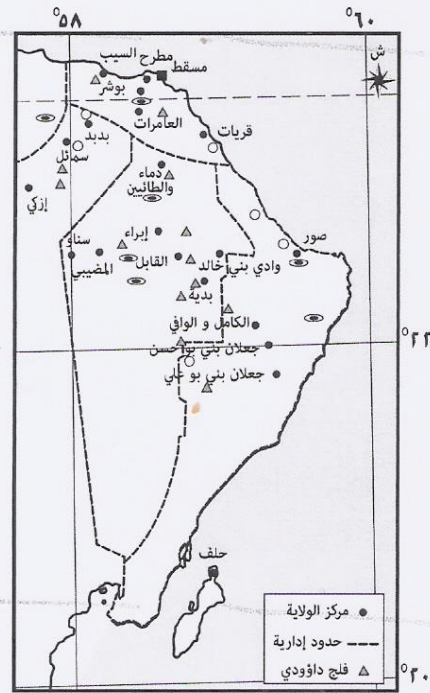 °٥٨
°٦٠
ش
مطرح السيب
مسقط
بوشر
العامرات
قريات
بدبد
سمائل
إزكي
دماء
والطائيين
إبراء
سناو
المضيبي
القابل
وادي بني خالد
صور
بدية
الكامل و الوافي
°٢٢
جعلان بني بو حسن
جعلان بني بو علي
حلف
مركز الولاية
حدود إدارية
فلج داؤودي
°٢٠